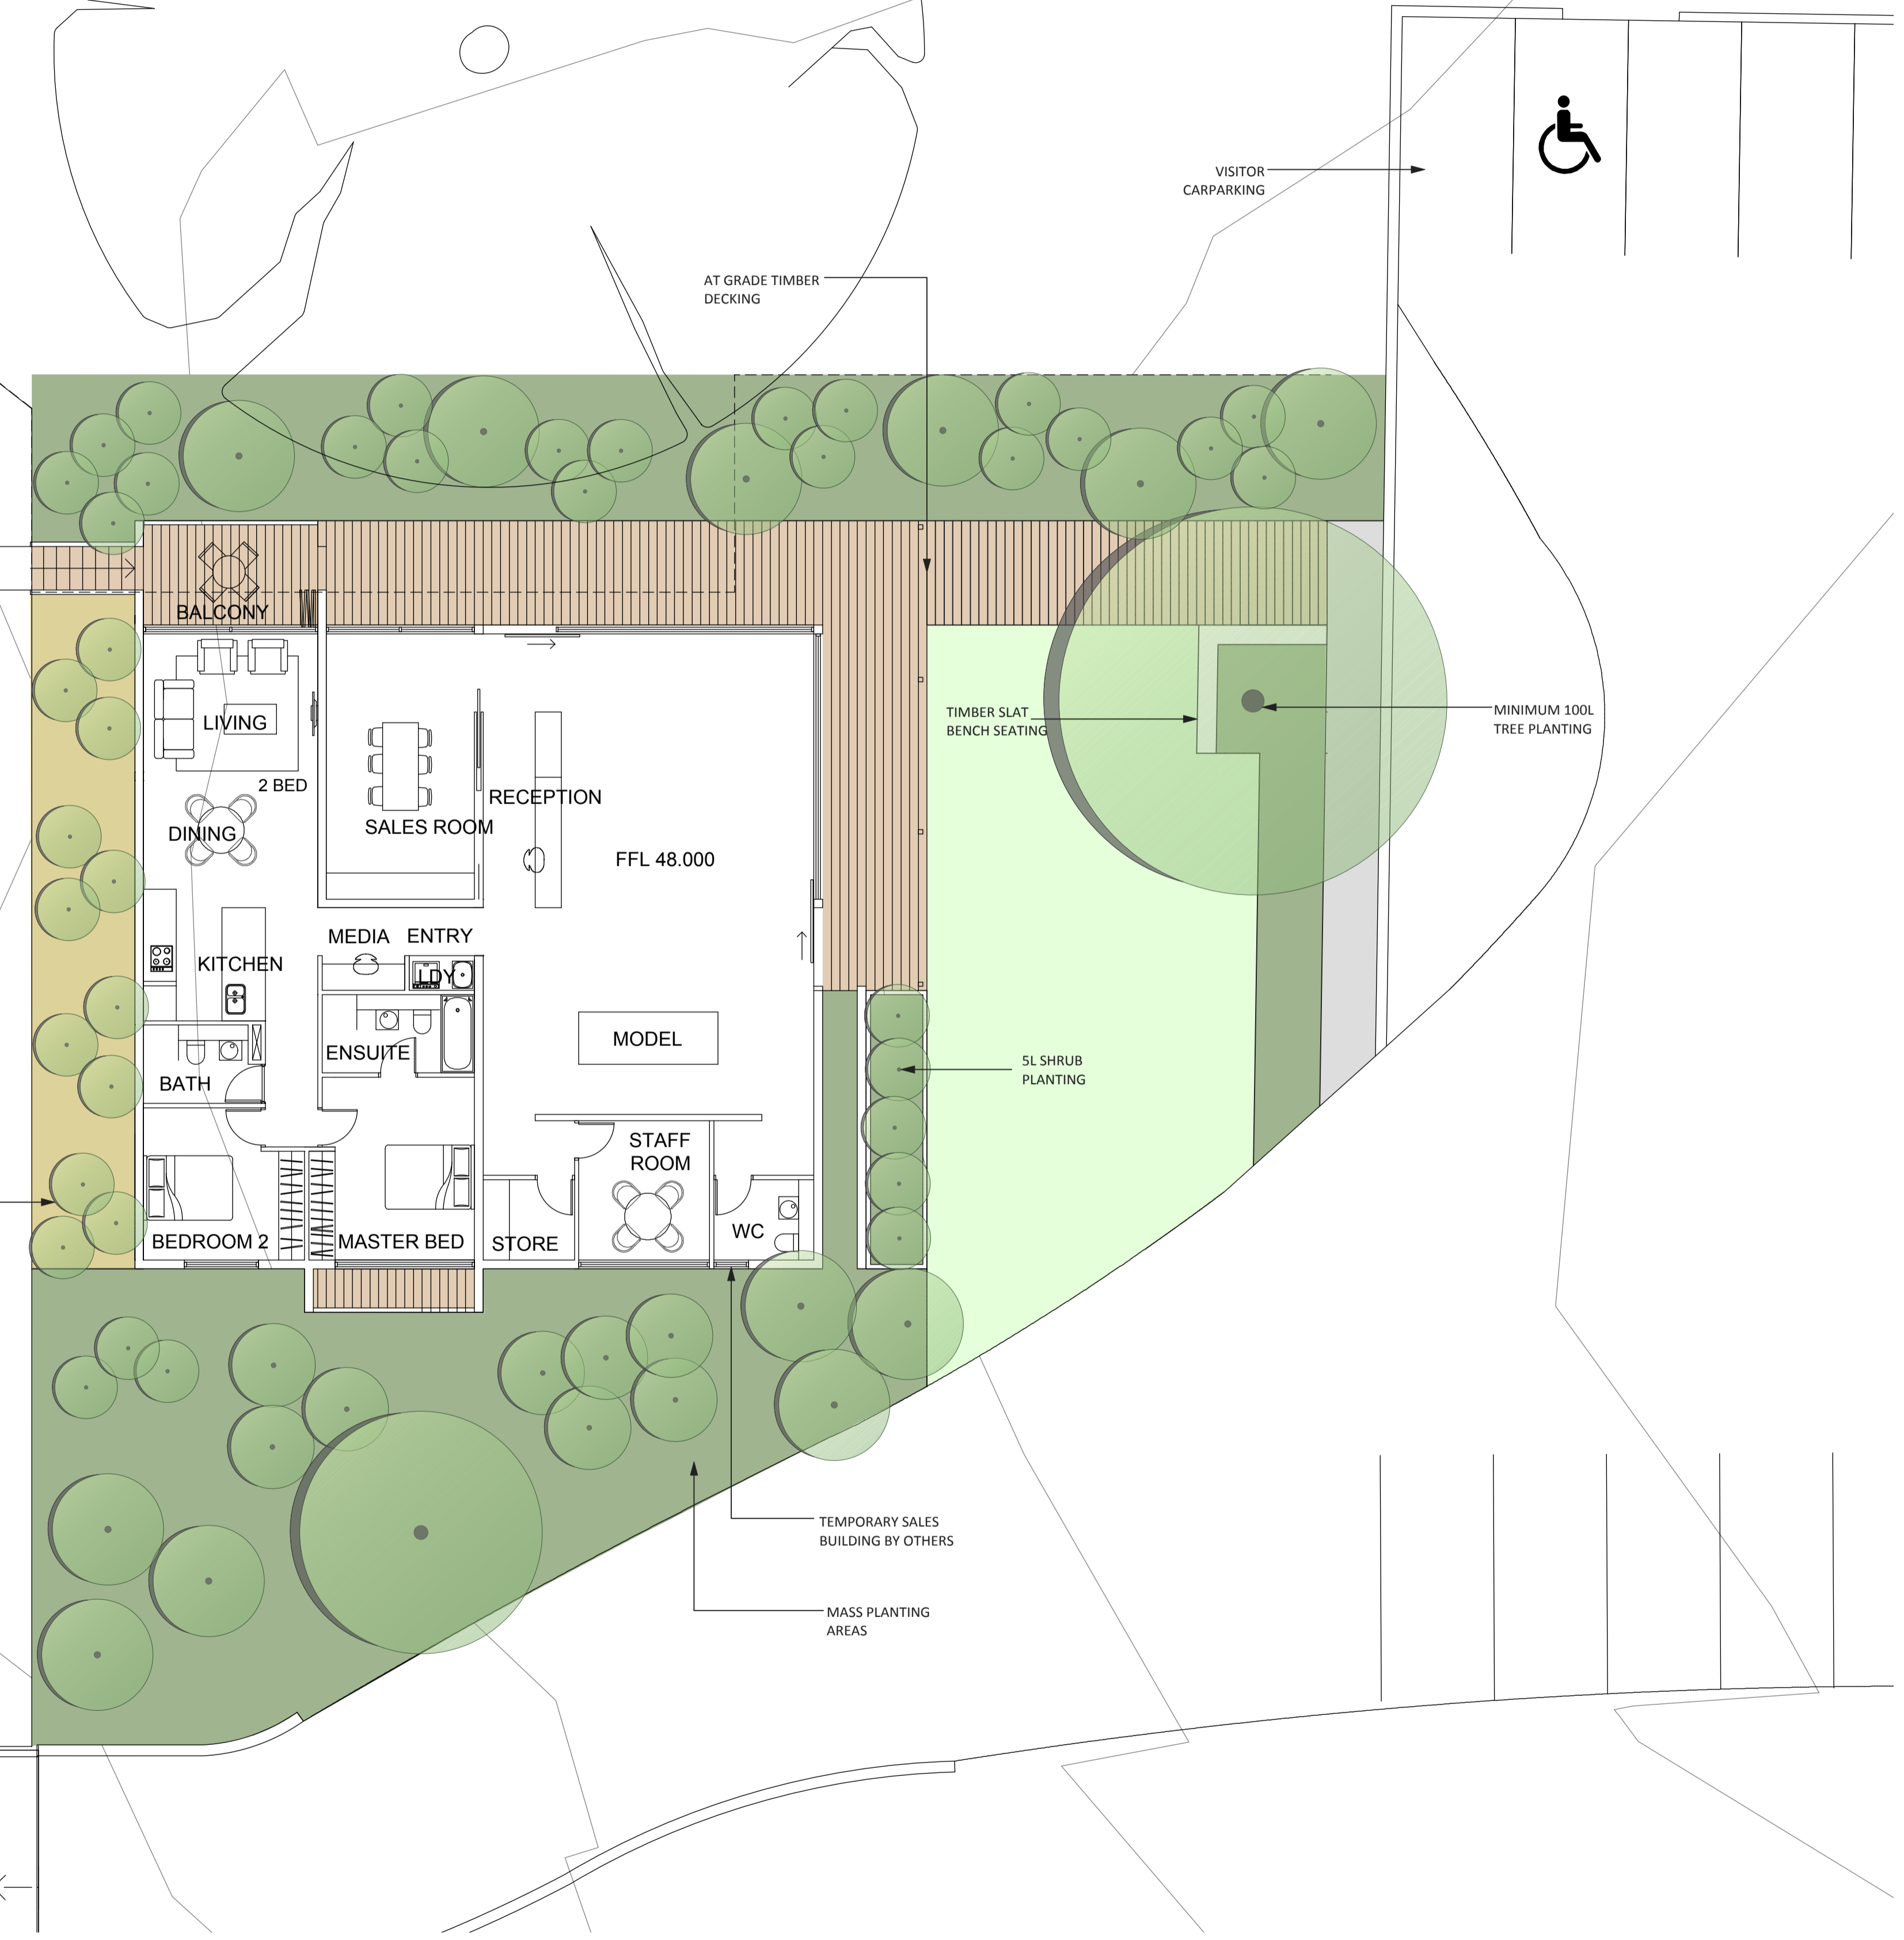 VISITOR
CARPARKING
AT GRADE TIMBER
DECKING
BALCONY
LIVING
TIMBER SLAT
BENCH SEATING
MINIMUM 100L
TREE PLANTING
2 BED
RECEPTION
DINING
SALES ROOM
FFL 48.000
MEDIA
ENTRY
KITCHEN
LDY
MODEL
ENSUITE
BATH
5L SHRUB
PLANTING
STAFF
ROOM
BEDROOM 2
MASTER BED
STORE
WC
TEMPORARY SALES
BUILDING BY OTHERS
MASS PLANTING
AREAS